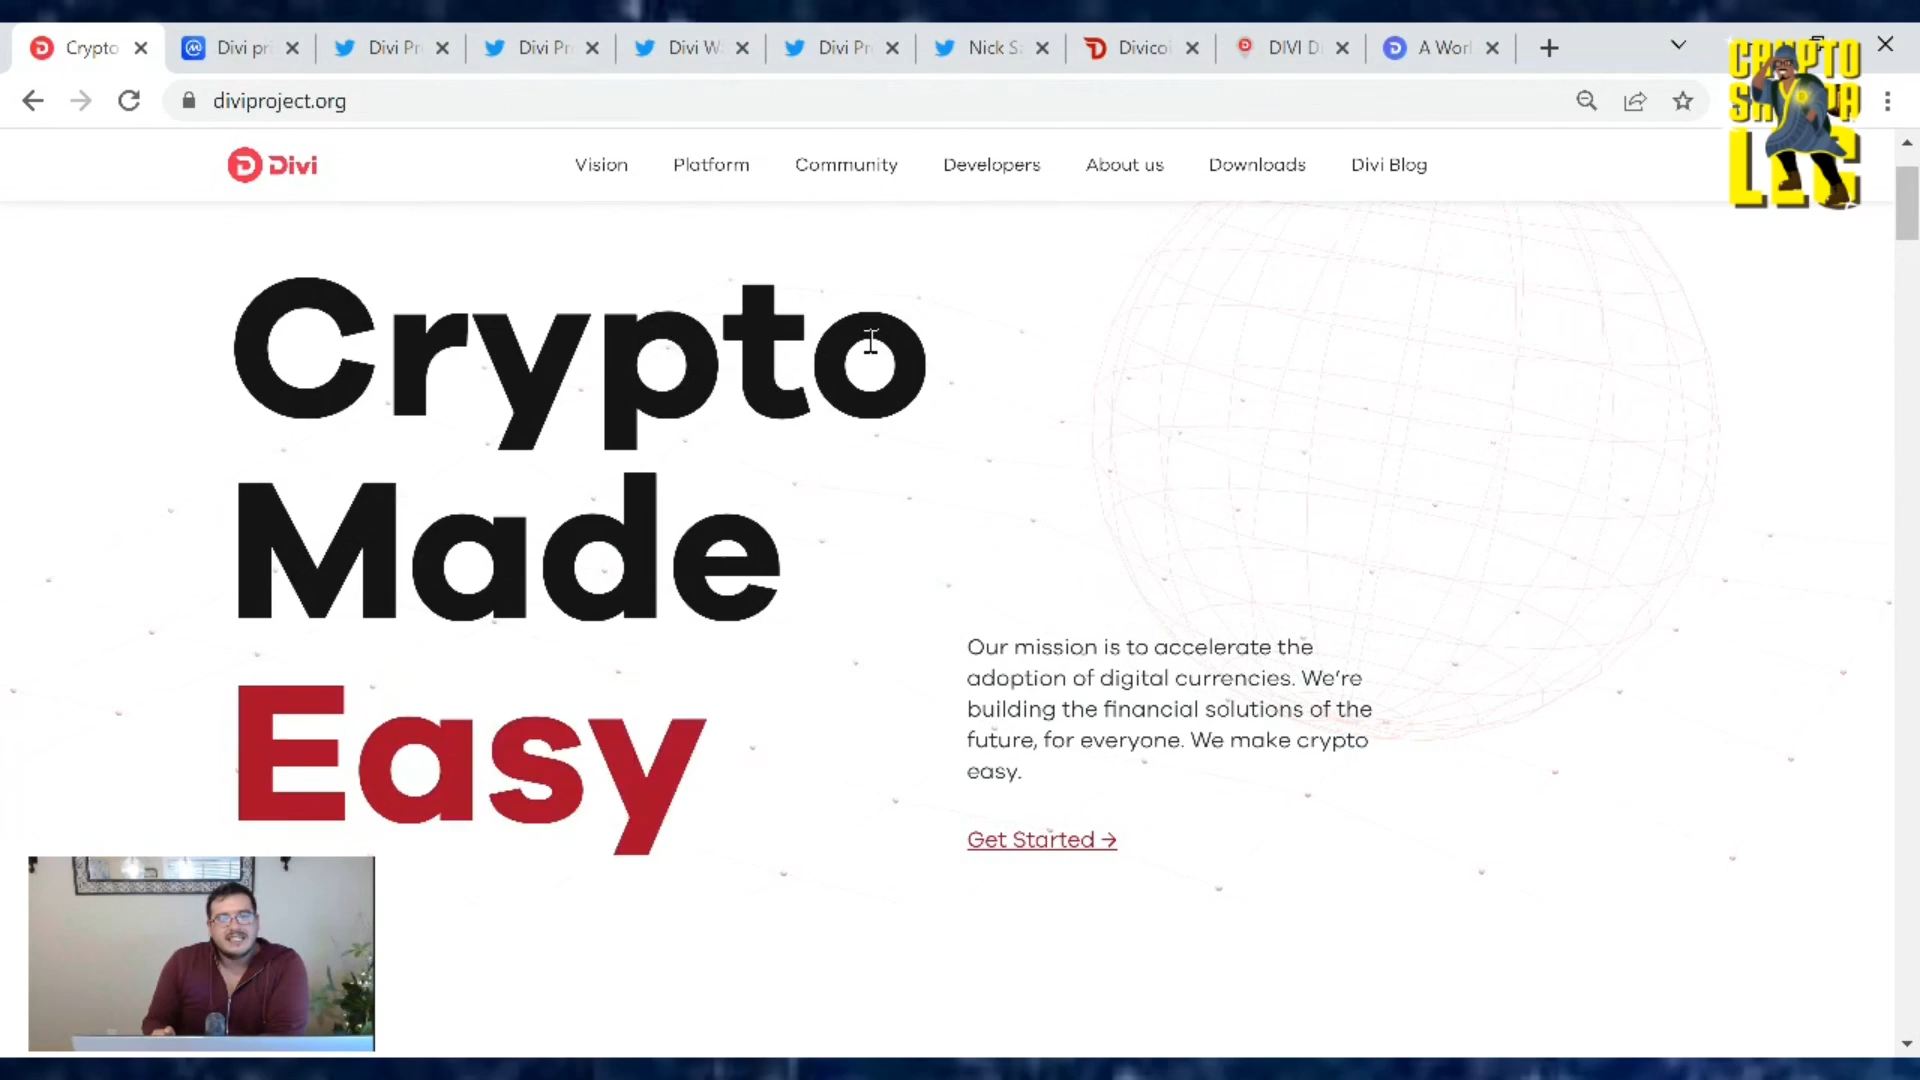 Crypto
Divi pri
Divi Pr
Divi Pr
Divi W
Divi Pr
Nick S
Divicoi
DIVI D
A Worl
diviproject.org
CRYPTO
LEO
Divi
Vision
Platform
Community
Developers
About us
Downloads
Divi Blog
Crypto
Made
Easy
Our mission is to accelerate the
adoption of digital currencies. We're
building the financial solutions of the
future, for everyone. We make crypto
easy.
Get Started →